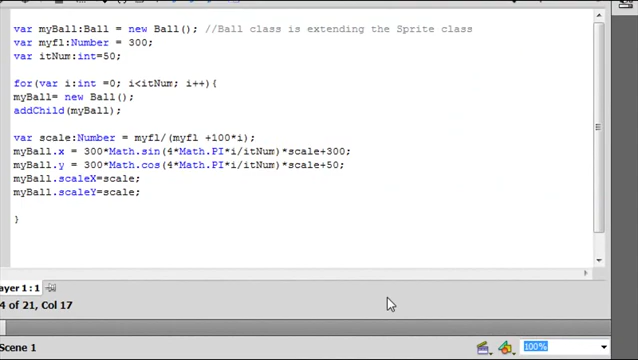 var myBall:Ball = new Ball(); //Ball class is extending the Sprite class
var myfl:Number = 300;
var itNum:int=50;
for(var i:int =0; i<itNum; i++){
myBall= new Ball();
addChild(myBall);
var scale:Number = myfl/(myfl +100*i);
myBall.x = 300*Math.sin(4*Math.PI*i/itNum)*scale+300;
myBall.y = 300*Math.cos(4*Math.PI*i/itNum)*scale+50;
myBall.scaleX=scale;
myBall.scaleY=scale;
}
ayer 1 : 1
4 of 21, Col 17
Scene 1
100%